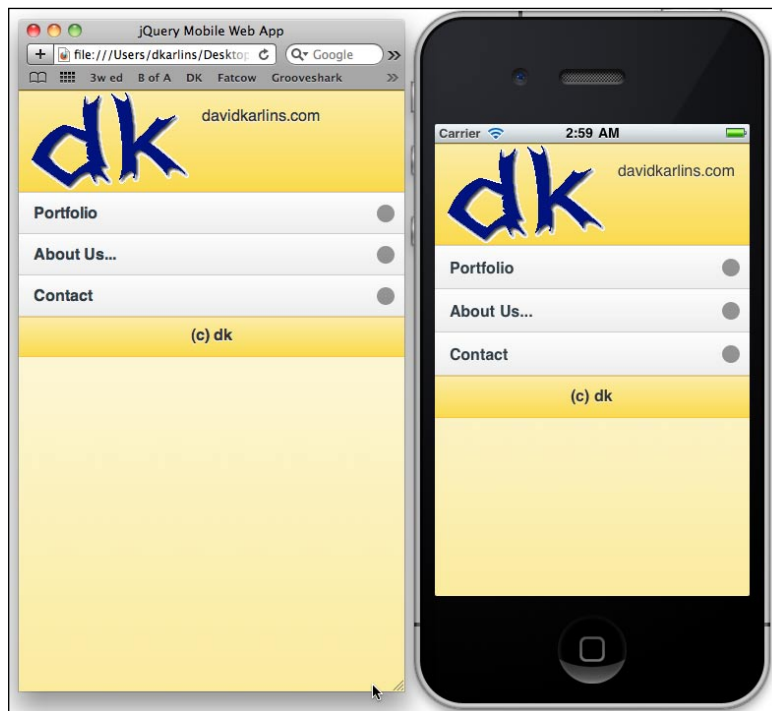 jQuery Mobile Web App
file:///Users/dkarlins/Desktop
Google
3w ed B of A DK Fatcow Grooveshark
dk
davidkarlins.com
Portfolio
About Us...
Contact
(c) dk
Carrier 2:59 AM
dk
davidkarlins.com
Portfolio
About Us...
Contact
(c) dk